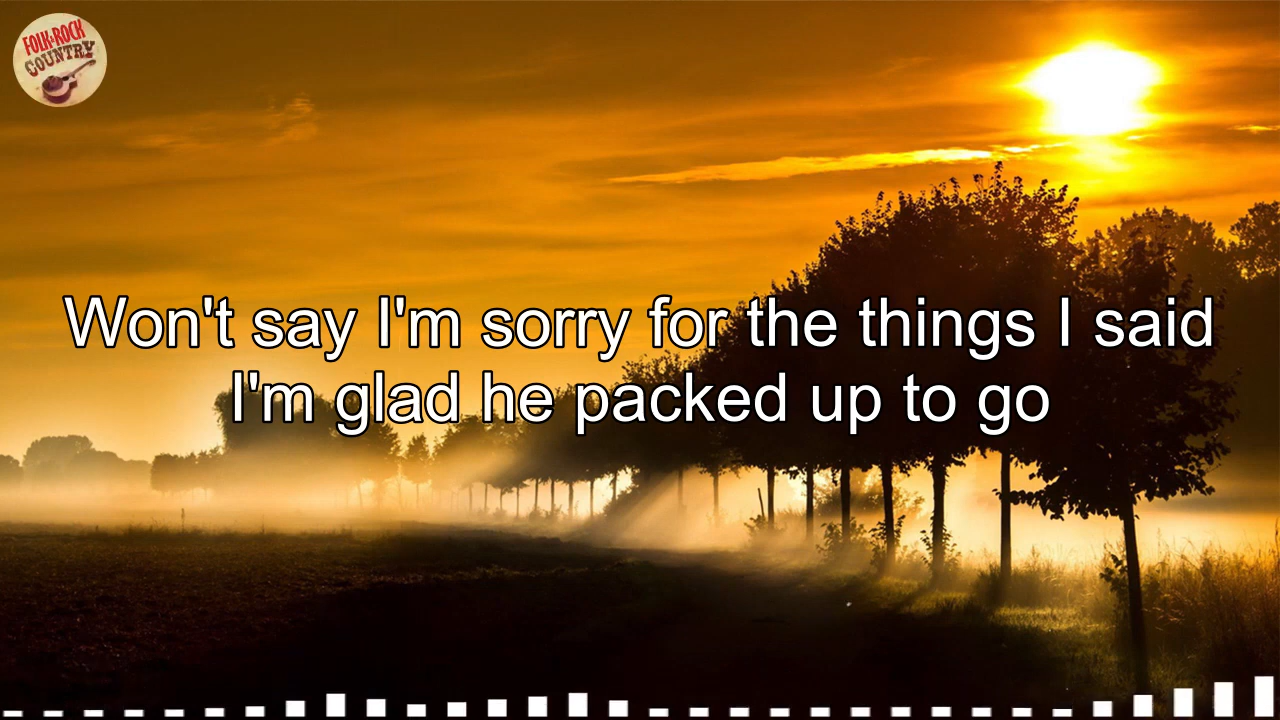 FOLK & ROCK
COUNTRY
Won't say I'm sorry for the things I said
I'm glad he packed up to go